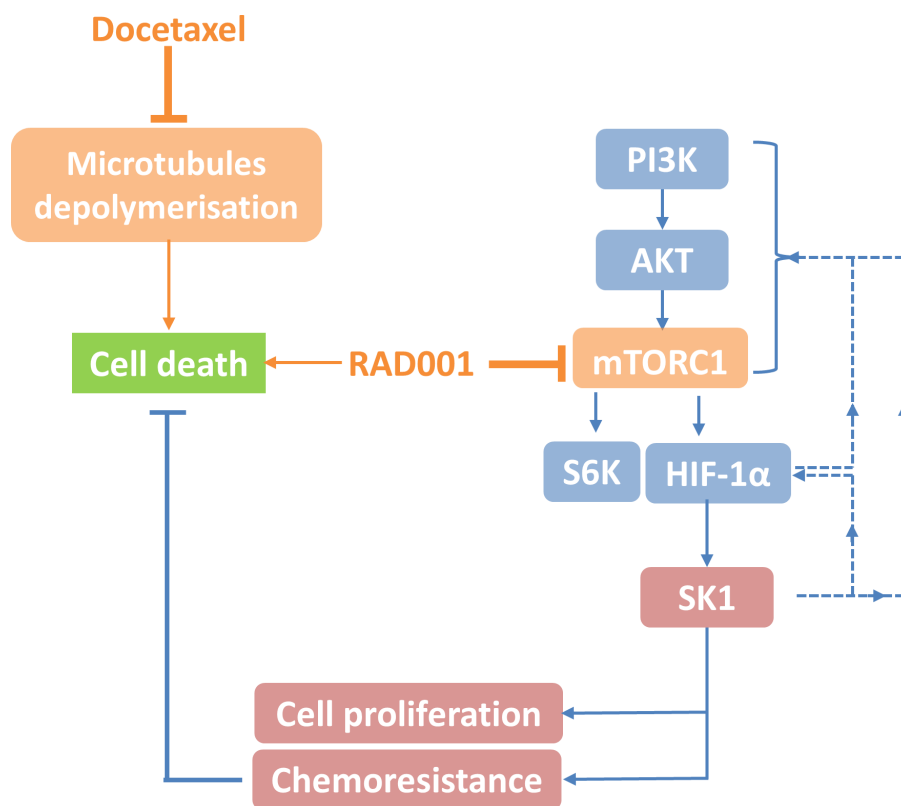 Docetaxel
Microtubules
depolymerisation
PI3K
AKT
Cell death
RAD001
mTORC1
S6K
HIF-1α
SK1
Cell proliferation
Chemoresistance